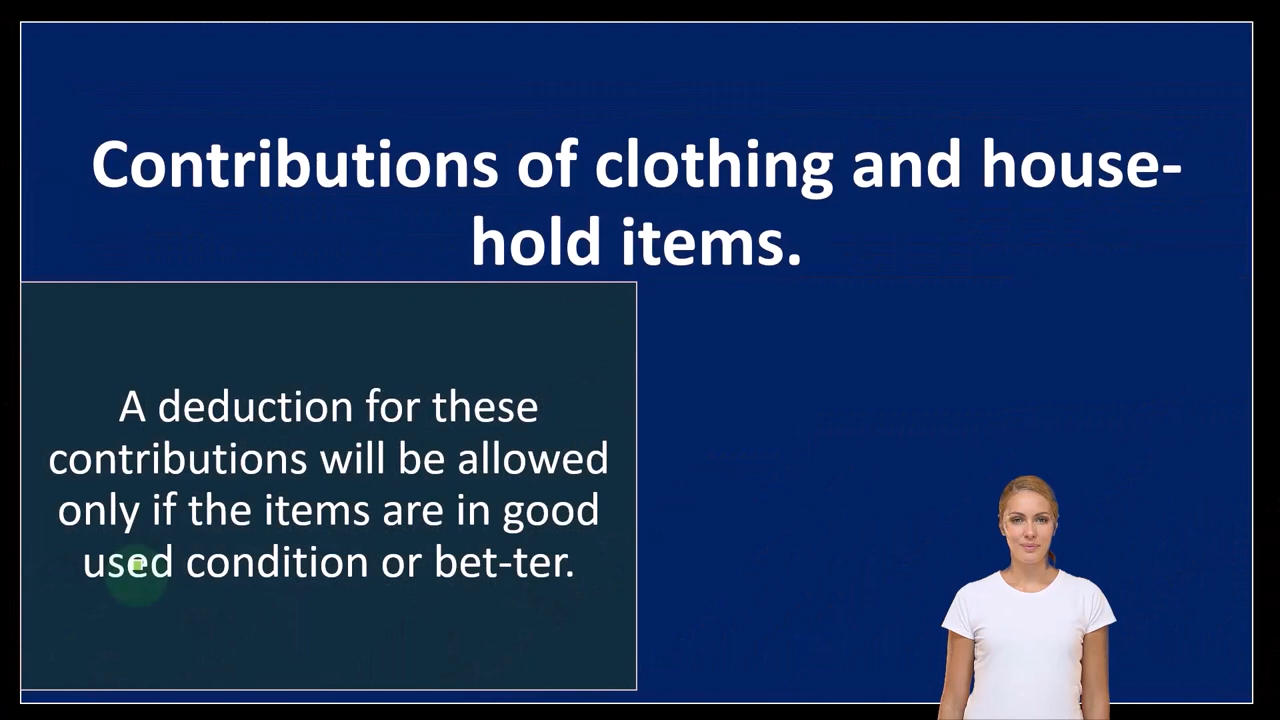 Contributions of clothing and house-
hold items.
A deduction for these
contributions will be allowed
only if the items are in good
used condition or bet-ter.